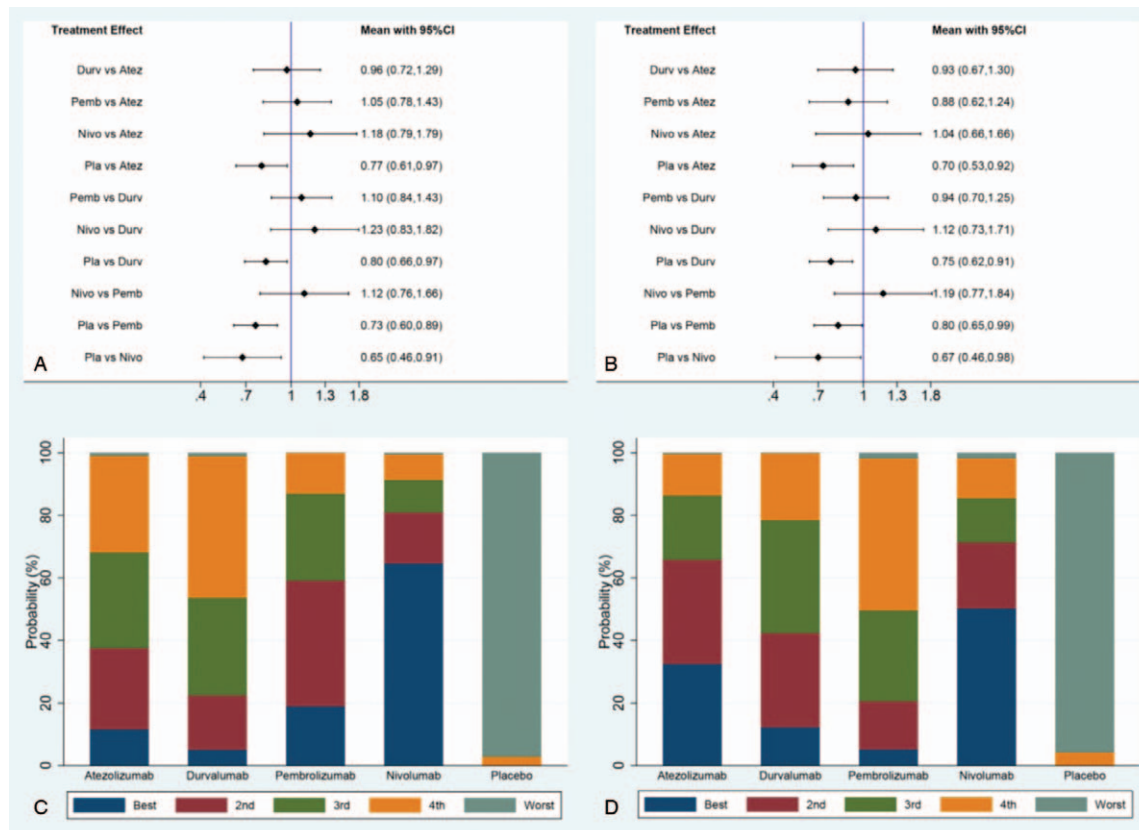 Treatment Effect Mean with 95%CI
Durv vs Atez 0.96 (0.72,1.29)
Pemb vs Atez 1.05 (0.78,1.43)
Nivo vs Atez 1.18 (0.79,1.79)
Pla vs Atez 0.77 (0.61,0.97)
Pemb vs Durv 1.10 (0.84,1.43)
Nivo vs Durv 1.23 (0.83,1.82)
Pla vs Durv 0.80 (0.66,0.97)
Nivo vs Pemb 1.12 (0.76,1.66)
Pla vs Pemb 0.73 (0.60,0.89)
Pla vs Nivo 0.65 (0.46,0.91)
A
.4 .7 1 1.3 1.8
Treatment Effect Mean with 95%CI
Durv vs Atez 0.93 (0.67,1.30)
Pemb vs Atez 0.88 (0.62,1.24)
Nivo vs Atez 1.04 (0.66,1.66)
Pla vs Atez 0.70 (0.53,0.92)
Pemb vs Durv 0.94 (0.70,1.25)
Nivo vs Durv 1.12 (0.73,1.71)
Pla vs Durv 0.75 (0.62,0.91)
Nivo vs Pemb 1.19 (0.77,1.84)
Pla vs Pemb 0.80 (0.65,0.99)
Pla vs Nivo 0.67 (0.46,0.98)
B
.4 .7 1 1.3 1.8
Probability (%)
100
80
60
40
20
0
Atezolizumab Durvalumab Pembrolizumab Nivolumab Placebo
C
Best 2nd 3rd 4th Worst
Probability (%)
100
80
60
40
20
0
Atezolizumab Durvalumab Pembrolizumab Nivolumab Placebo
D
Best 2nd 3rd 4th Worst